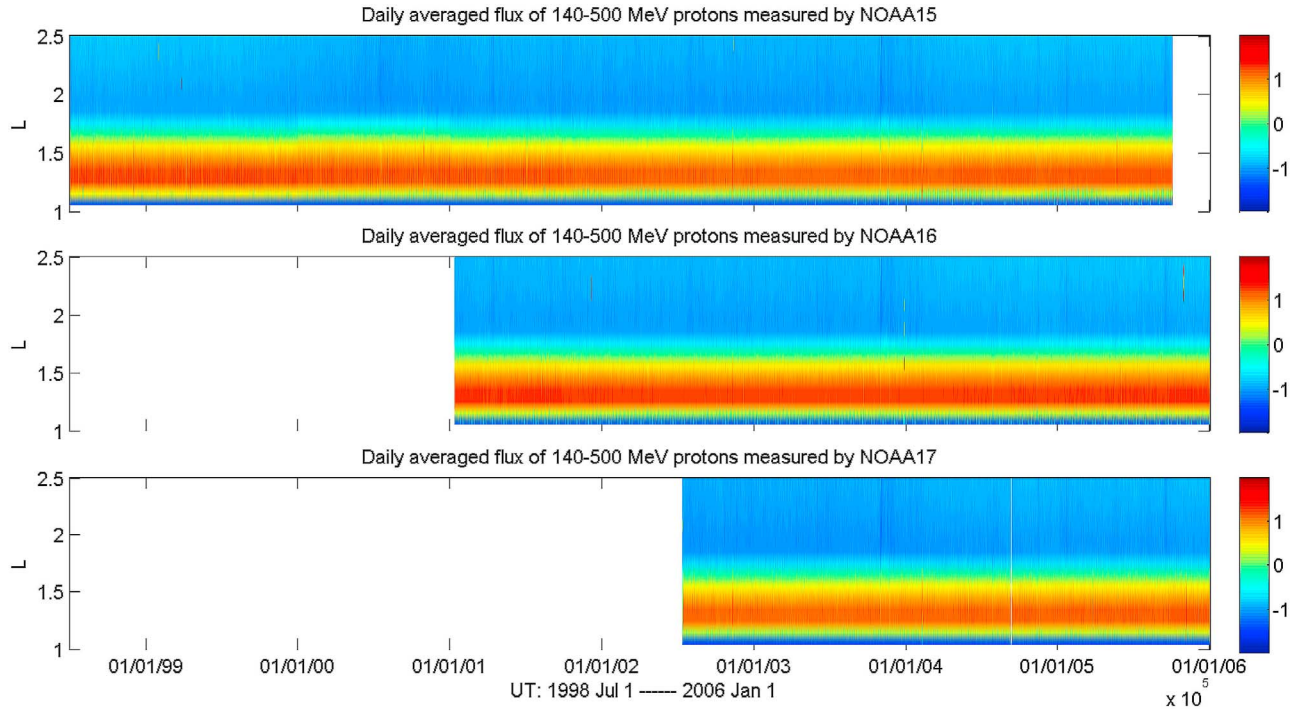 Daily averaged flux of 140-500 MeV protons measured by NOAA15
2.5
2
1.5
1
L
1
0
-1
Daily averaged flux of 140-500 MeV protons measured by NOAA16
2.5
2
1.5
1
L
1
0
-1
Daily averaged flux of 140-500 MeV protons measured by NOAA17
2.5
2
1.5
1
L
1
0
-1
01/01/99 01/01/00 01/01/01 01/01/02 01/01/03 01/01/04 01/01/05 01/01/06
UT: 1998 Jul 1 ------ 2006 Jan 1
x 10^5